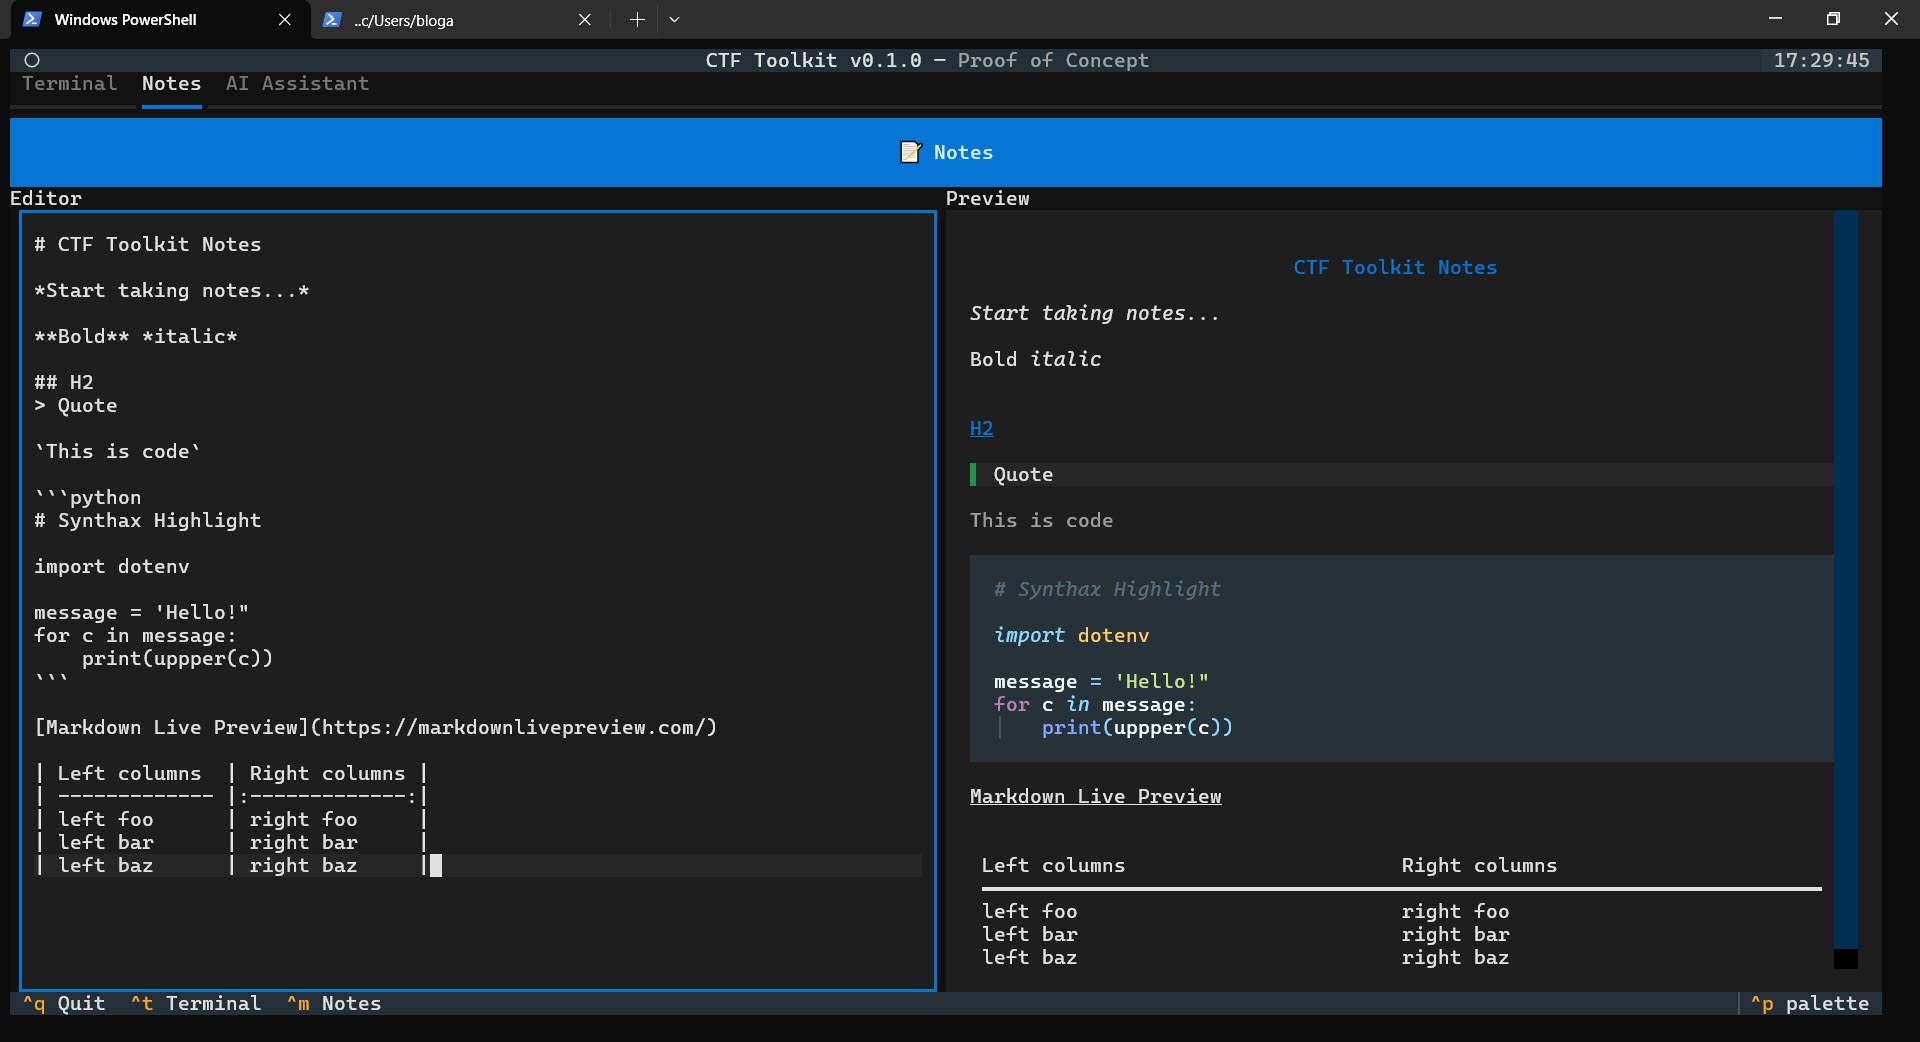 Windows PowerShell
..c/Users/bloga
CTF Toolkit v0.1.0 — Proof of Concept
17:29:45
Terminal Notes AI Assistant
📝 Notes
Editor
# CTF Toolkit Notes
*Start taking notes...*
**Bold** *italic*
## H2
> Quote
`This is code`
```python
# Synthax Highlight
import dotenv
message = 'Hello!"
for c in message:
    print(uppper(c))
```
[Markdown Live Preview](https://markdownlivepreview.com/)
| Left columns  | Right columns |
| ------------- |:-------------:|
| left foo      | right foo     |
| left bar      | right bar     |
| left baz      | right baz     |
Preview
CTF Toolkit Notes
Start taking notes...
Bold italic
H2
Quote
This is code
# Synthax Highlight
import dotenv
message = 'Hello!"
for c in message:
    print(uppper(c))
Markdown Live Preview
Left columns Right columns
left foo right foo
left bar right bar
left baz right baz
^q Quit ^t Terminal ^m Notes
^p palette